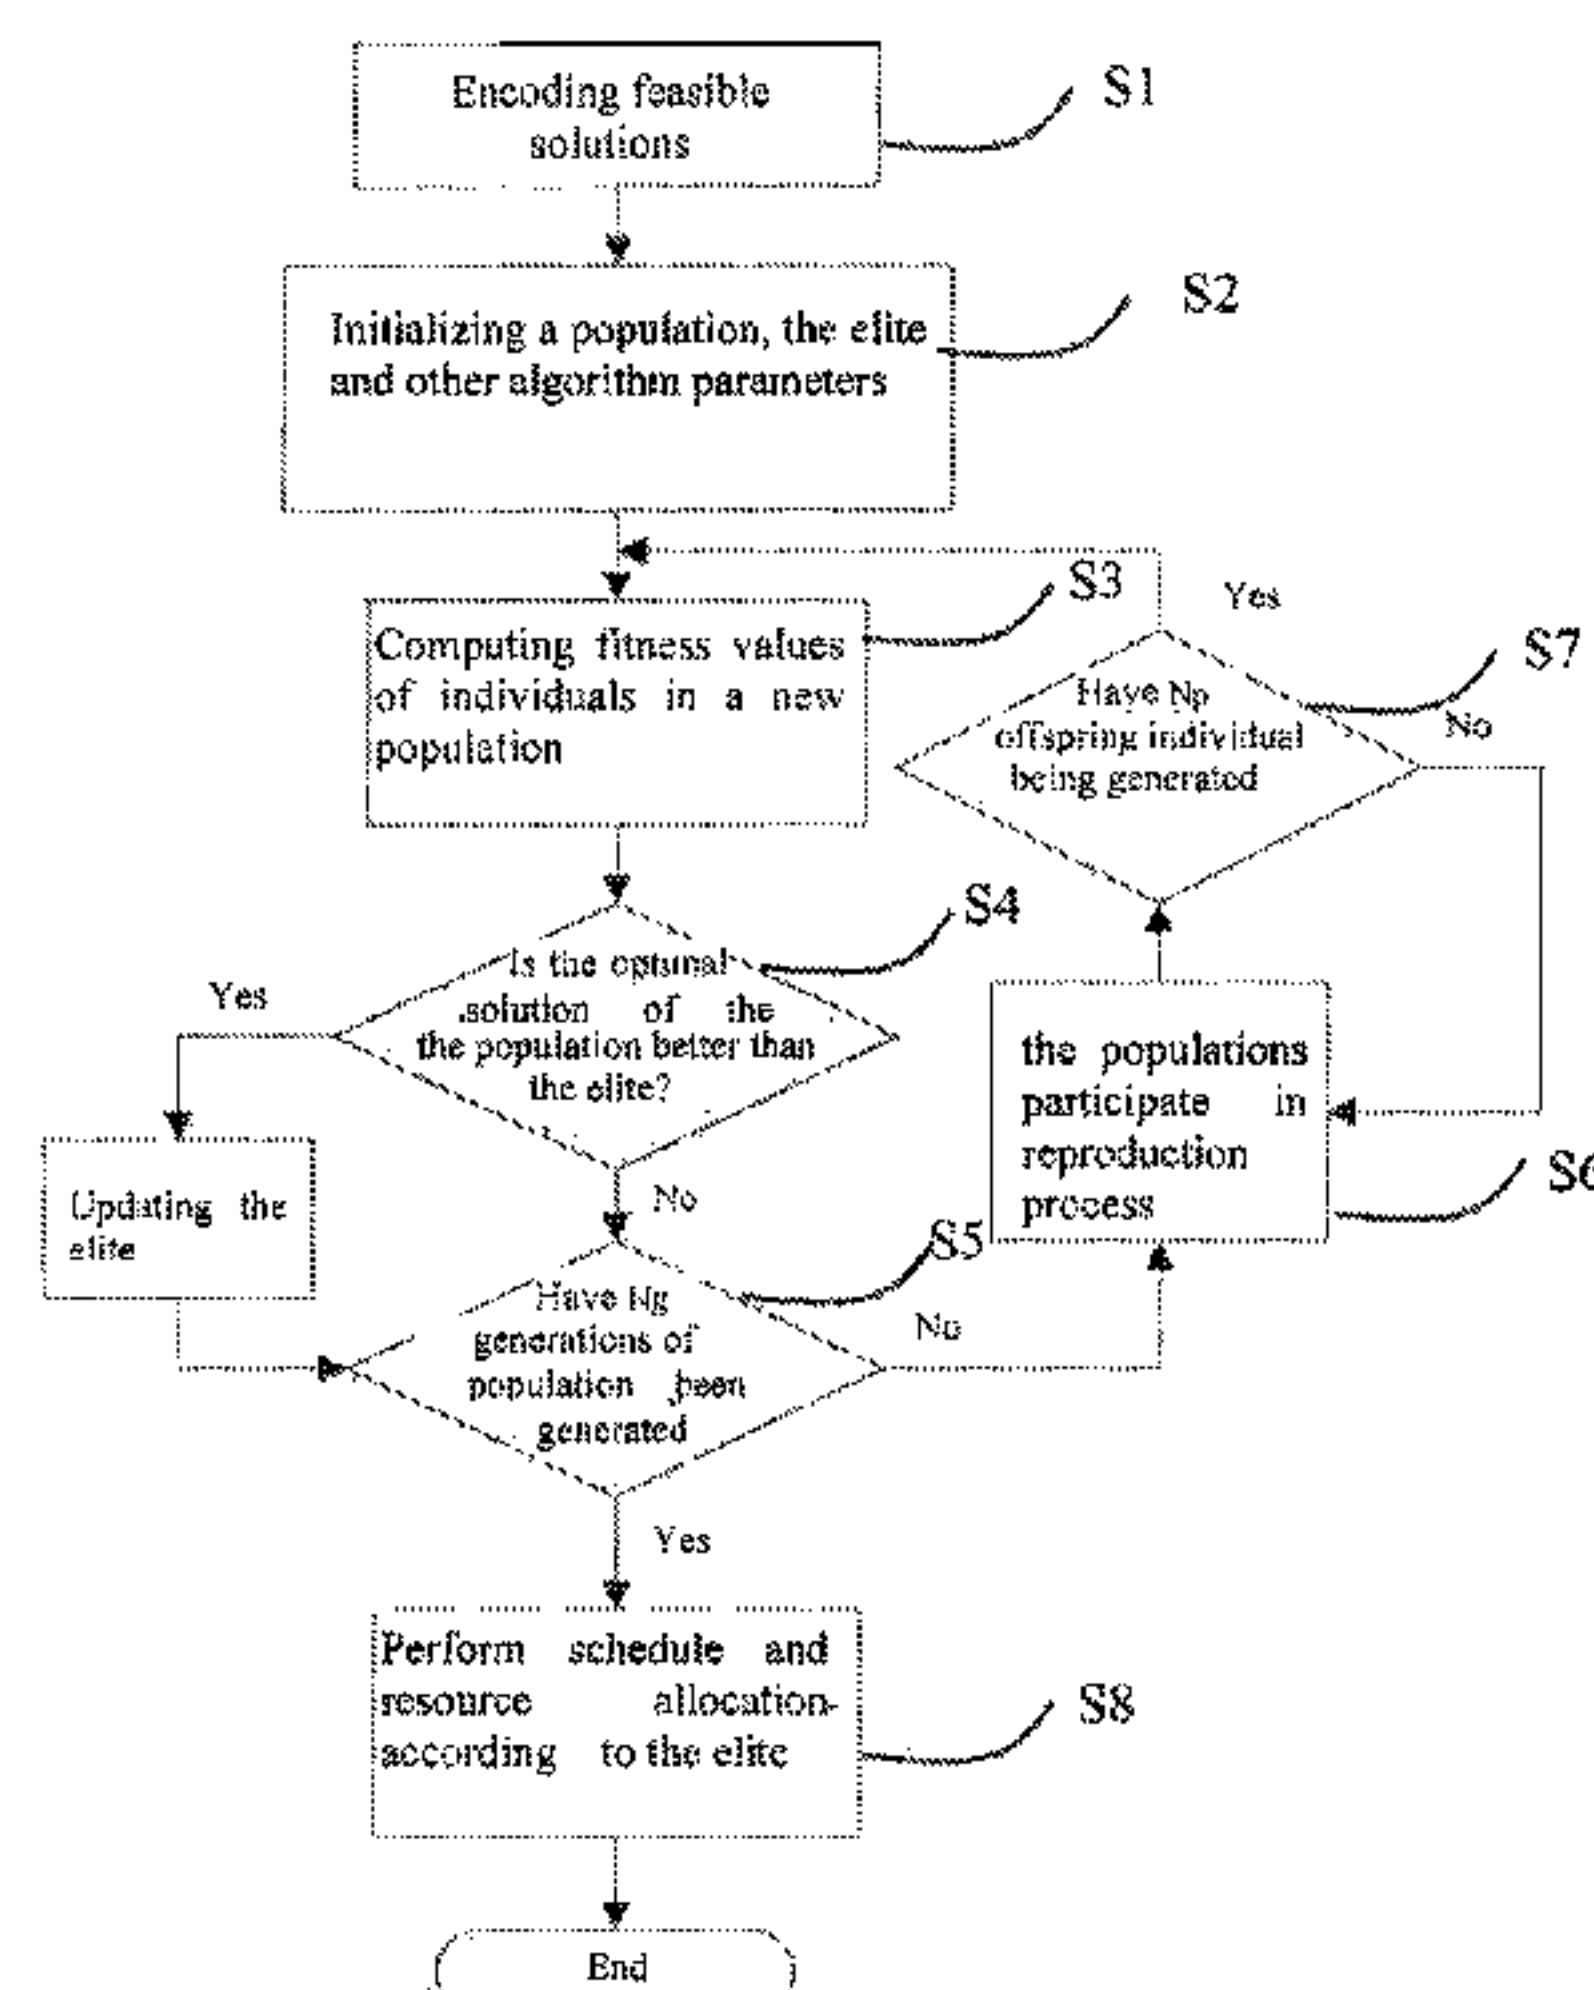 Encoding feasible
solutions
S1
Initializing a population, the elite
and other algorithm parameters
S2
Computing fitness values
of individuals in a new
population
S3
Yes
Have Np
offspring individual
being generated
S7
No
Is the optimal
solution of the
the population better than
the elite?
S4
Yes
No
Updating the
elite
the populations
participate in
reproduction
process
S6
Have Ng
generations of
population been
generated
S5
No
Yes
Perform schedule and
resource allocation
according to the elite
S8
End